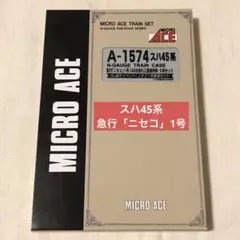 MICRO ACE TRAIN SET
N-GAUGE RAILROAD SERIES
MICRO
ACE
A-1574 スハ45系
N-GAUGE TRAIN CASE
MICRO ACE
スハ45系
急行「ニセコ」1号
MICRO ACE